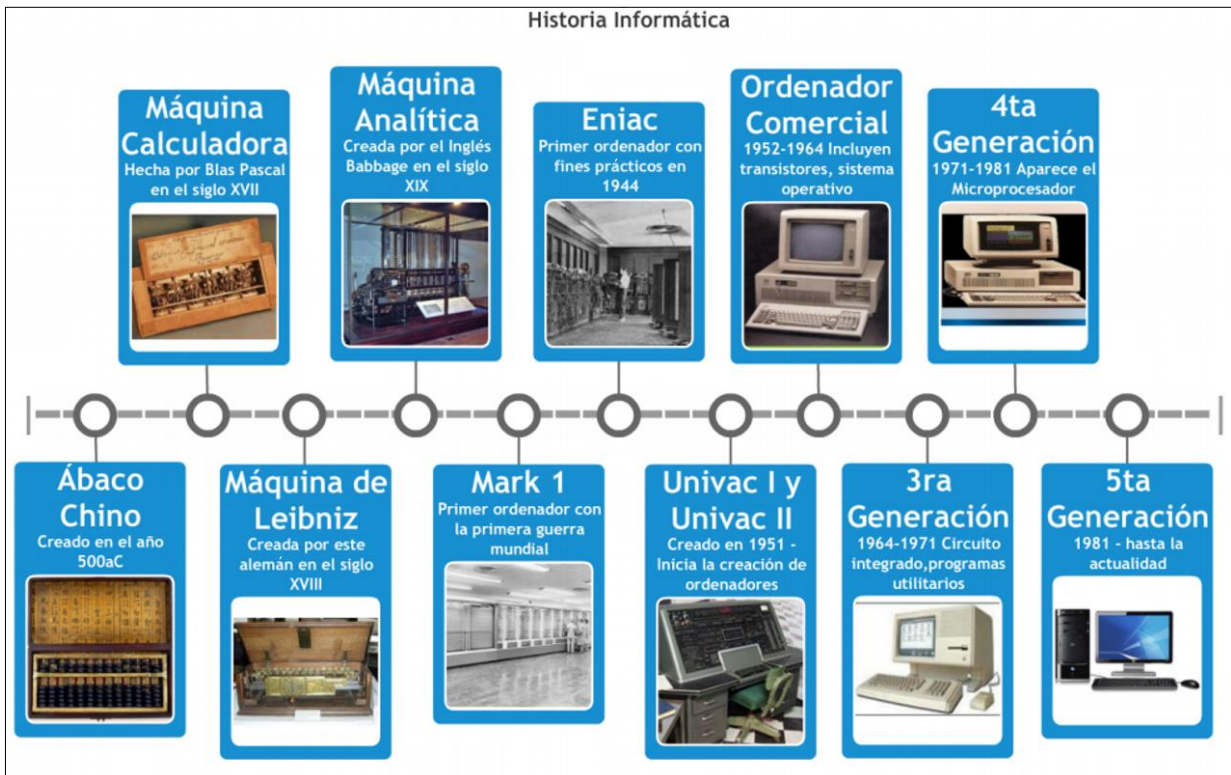 Historia Informática
Máquina
Calculadora
Hecha por Blas Pascal
en el siglo XVII
Máquina
Analítica
Creada por el Inglés
Babbage en el siglo
XIX
Eniac
Primer ordenador con
fines prácticos en
1944
Ordenador
Comercial
1952-1964 Incluyen
transistores, sistema
operativo
4ta
Generación
1971-1981 Aparece el
Microprocesador
Ábaco
Chino
Creado en el año
500aC
Máquina de
Leibniz
Creada por este
alemán en el siglo
XVIII
Mark 1
Primer ordenador con
la primera guerra
mundial
Univac I y
Univac II
Creado en 1951 -
Inicia la creación de
ordenadores
3ra
Generación
1964-1971 Circuito
integrado,programas
utilitarios
5ta
Generación
1981 - hasta la
actualidad